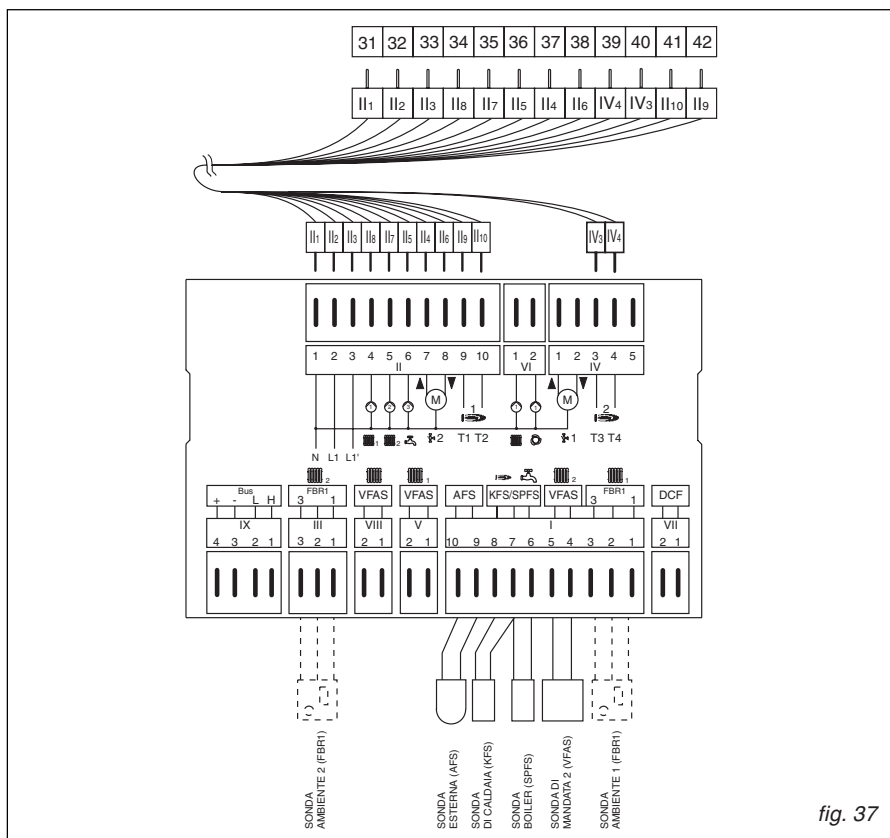 31 32 33 34 35 36 37 38 39 40 41 42
II1 II2 II3 II8 II7 II5 II4 II6 IV4 IV3 II10 II9
II1 II2 II3 II8 II7 II5 II4 II6 II9 II10 IV3 IV4
1 2 3 4 5 6 7 8 9 10 1 2 1 2 3 4 5
II VI IV
1 2 3 M 1 1 1 M 2
1 2 2 T1 T2 1 T3 T4
N L1 L1'
2 1 2 1
Bus FBR1 VFAS VFAS AFS KFS/SPFS VFAS FBR1 DCF
+ - L H 3 1 3 1
IX III VIII V I VII
4 3 2 1 3 2 1 2 1 2 1 10 9 8 7 6 5 4 3 2 1 2 1
SONDA
AMBIENTE 2 (FBR1)
SONDA
ESTERNA (AFS)
SONDA
DI CALDAIA (KFS)
SONDA
BOILER (SPFS)
SONDA DI
MANDATA 2 (VFAS)
SONDA
AMBIENTE 1 (FBR1)
fig. 37